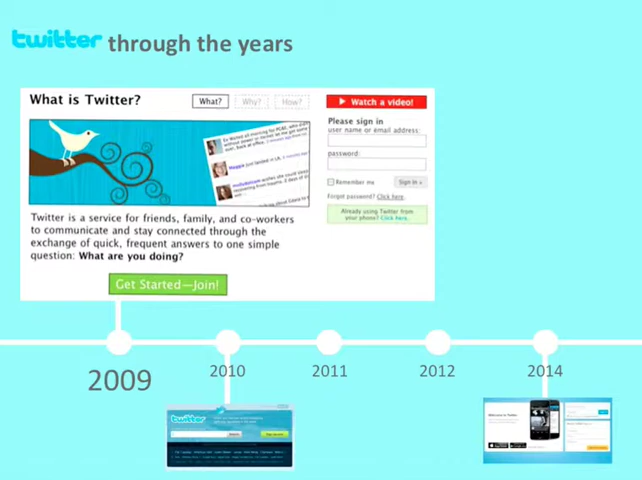 twitter through the years
What is Twitter?
What?
Why?
How?
Watch a video!
Please sign in
user name or email address:
password:
Remember me
Sign In »
Forgot password? Click here.
Already using Twitter from
your phone? Click here.
Twitter is a service for friends, family, and co-workers
to communicate and stay connected through the
exchange of quick, frequent answers to one simple
question: What are you doing?
Get Started—Join!
2009
2010
2011
2012
2014
twitter